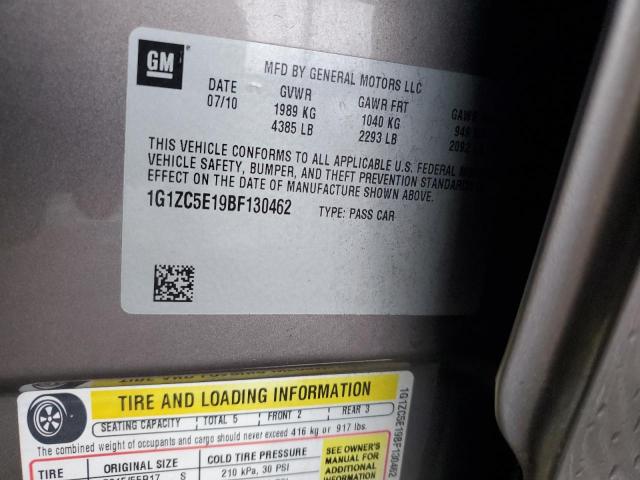 GM
MFD BY GENERAL MOTORS LLC
DATE GVWR GAWR FRT GAWR
07/10 1989 KG 1040 KG
4385 LB 2293 LB
THIS VEHICLE CONFORMS TO ALL APPLICABLE U.S. FEDERAL
VEHICLE SAFETY, BUMPER, AND THEFT PREVENTION
EFFECT ON THE DATE OF MANUFACTURE SHOWN ABOVE.
1G1ZC5E19BF130462 TYPE: PASS CAR
TIRE AND LOADING INFORMATION
SEATING CAPACITY TOTAL 5 FRONT 2 REAR 3
The combined weight of occupants and cargo should never exceed 416 kg or 917 lbs.
TIRE ORIGINAL SIZE COLD TIRE PRESSURE
210 kPa, 30 PSI
SEE OWNER'S
MANUAL FOR
ADDITIONAL
INFORMATION
1G1ZC5E19BF130462